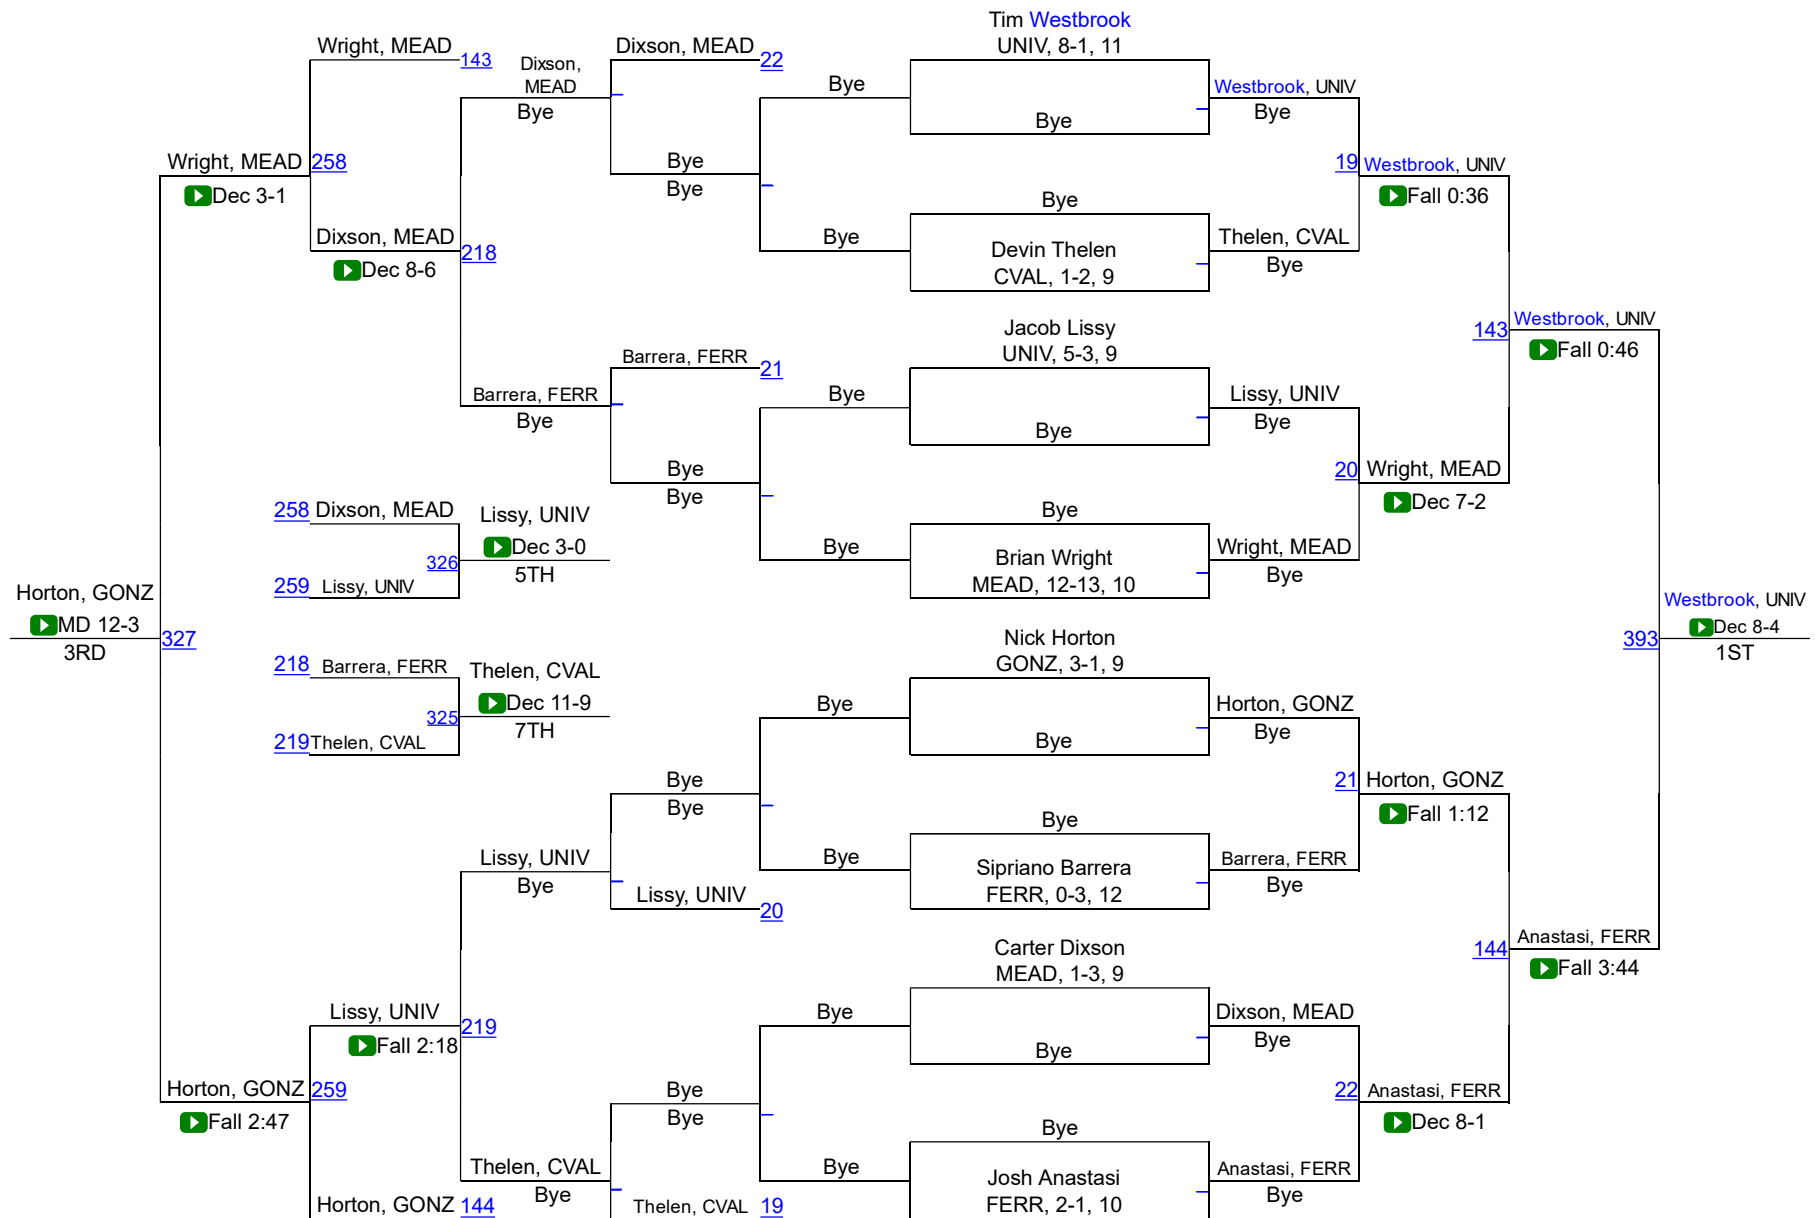 Tim Westbrook
UNIV, 8-1, 11
Wright, MEAD
143
Dixson,
MEAD
Bye
Dixson, MEAD
22
Bye
Bye
Westbrook, UNIV
Bye
Wright, MEAD
258
Dec 3-1
Bye
Bye
19
Westbrook, UNIV
Fall 0:36
Dixson, MEAD
218
Dec 8-6
Bye
Bye
Devin Thelen
CVAL, 1-2, 9
Thelen, CVAL
Bye
Jacob Lissy
UNIV, 5-3, 9
143
Westbrook, UNIV
Fall 0:46
Barrera, FERR
21
Barrera, FERR
Bye
Bye
Bye
Lissy, UNIV
Bye
Bye
Bye
20
Wright, MEAD
Dec 7-2
258
Dixson, MEAD
Lissy, UNIV
Dec 3-0
326
5TH
259
Lissy, UNIV
Bye
Bye
Brian Wright
MEAD, 12-13, 10
Wright, MEAD
Bye
Horton, GONZ
MD 12-3
327
3RD
Westbrook, UNIV
Dec 8-4
393
1ST
Nick Horton
GONZ, 3-1, 9
218
Barrera, FERR
Thelen, CVAL
Dec 11-9
325
7TH
219
Thelen, CVAL
Bye
Bye
Horton, GONZ
Bye
Bye
Bye
21
Horton, GONZ
Fall 1:12
Lissy, UNIV
Bye
Bye
Bye
Sipriano Barrera
FERR, 0-3, 12
Barrera, FERR
Bye
Lissy, UNIV
20
Carter Dixson
MEAD, 1-3, 9
144
Anastasi, FERR
Fall 3:44
Lissy, UNIV
219
Fall 2:18
Bye
Bye
Dixson, MEAD
Bye
Horton, GONZ
259
Fall 2:47
Bye
Bye
22
Anastasi, FERR
Dec 8-1
Thelen, CVAL
Bye
Bye
Bye
Josh Anastasi
FERR, 2-1, 10
Anastasi, FERR
Bye
Horton, GONZ
144
Thelen, CVAL
19